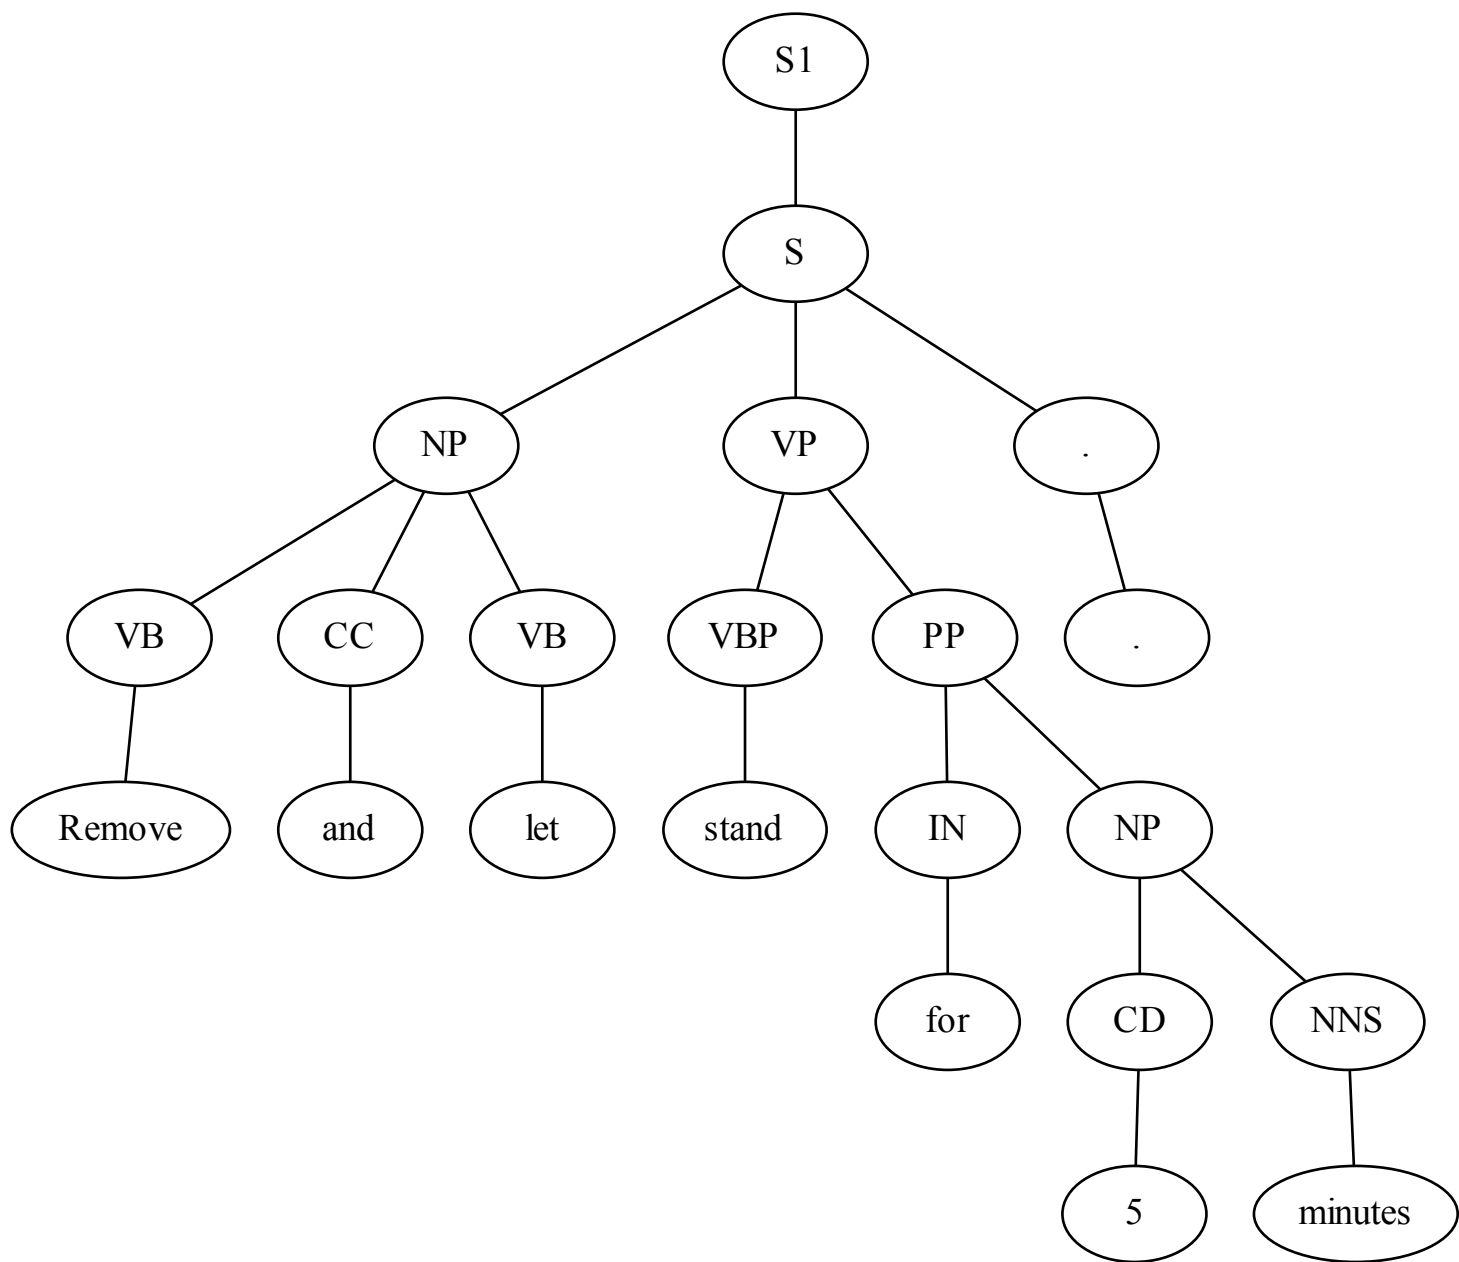 S1
S
NP VP .
VB CC VB VBP PP .
Remove and let stand IN NP
for CD NNS
5 minutes